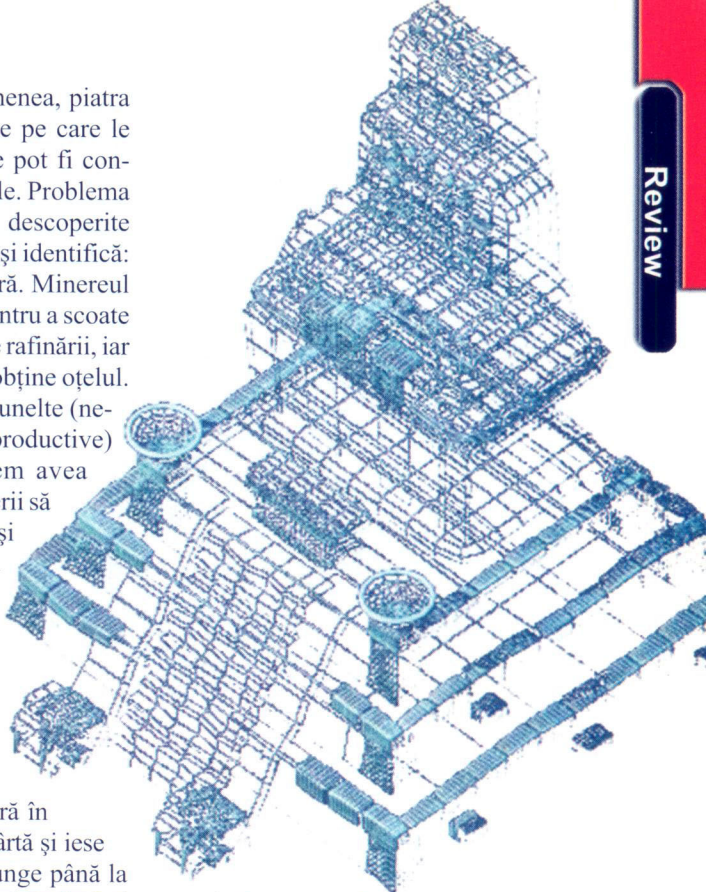 nenea, piatra
e pe care le
e pot fi con-
le. Problema
descoperite
și identifică:
ră. Minereul
ntru a scoate
e rafinării, iar
obține oțelul.
unelte (ne-
productive)
em avea
rii să
și
ră în
ârtă și iese
unge până la
Review